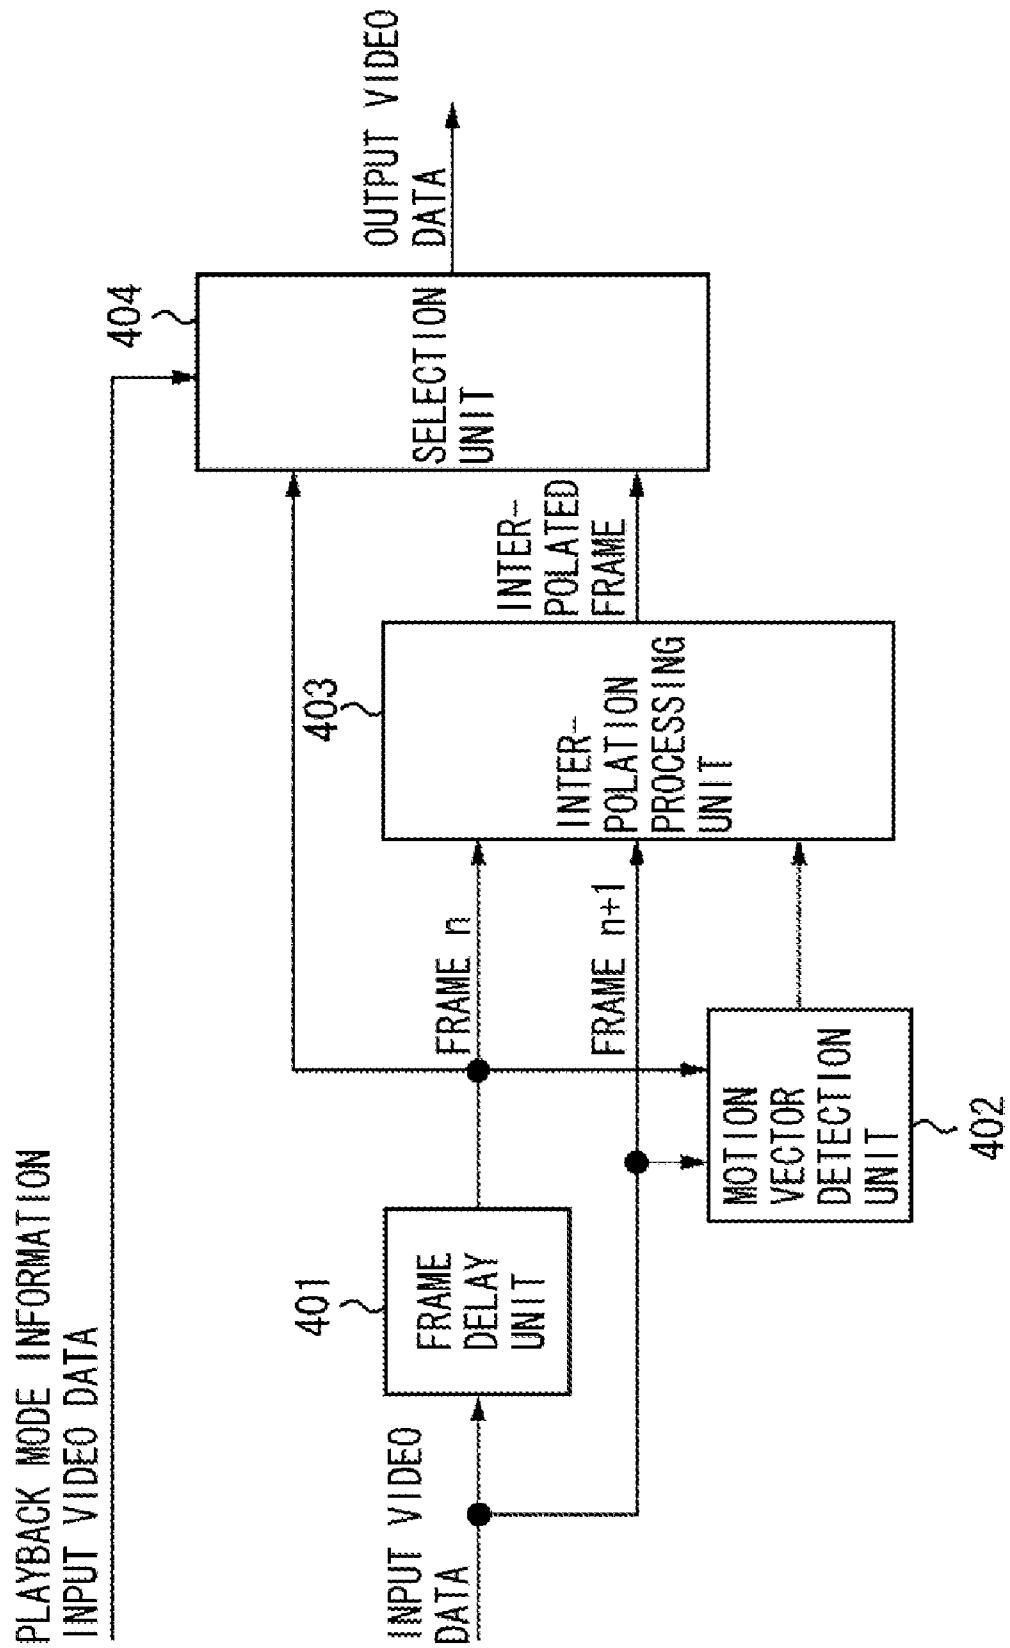 PLAYBACK MODE INFORMATION
INPUT VIDEO DATA
404
OUTPUT VIDEO
DATA
SELECTION
UNIT
401
FRAME
DELAY
UNIT
INPUT VIDEO
DATA
FRAME n
FRAME n+1
403
INTER-
POLATION
PROCESSING
UNIT
INTER-
POLATED
FRAME
MOTION
VECTOR
DETECTION
UNIT
402